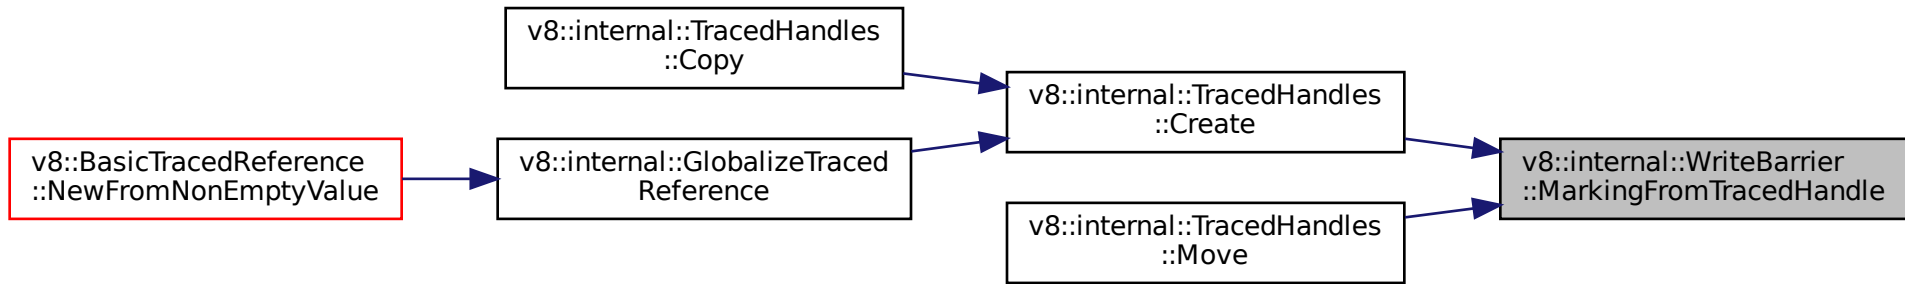 v8::internal::TracedHandles
::Copy
v8::internal::TracedHandles
::Create
v8::BasicTracedReference
::NewFromNonEmptyValue
v8::internal::GlobalizeTraced
Reference
v8::internal::WriteBarrier
::MarkingFromTracedHandle
v8::internal::TracedHandles
::Move